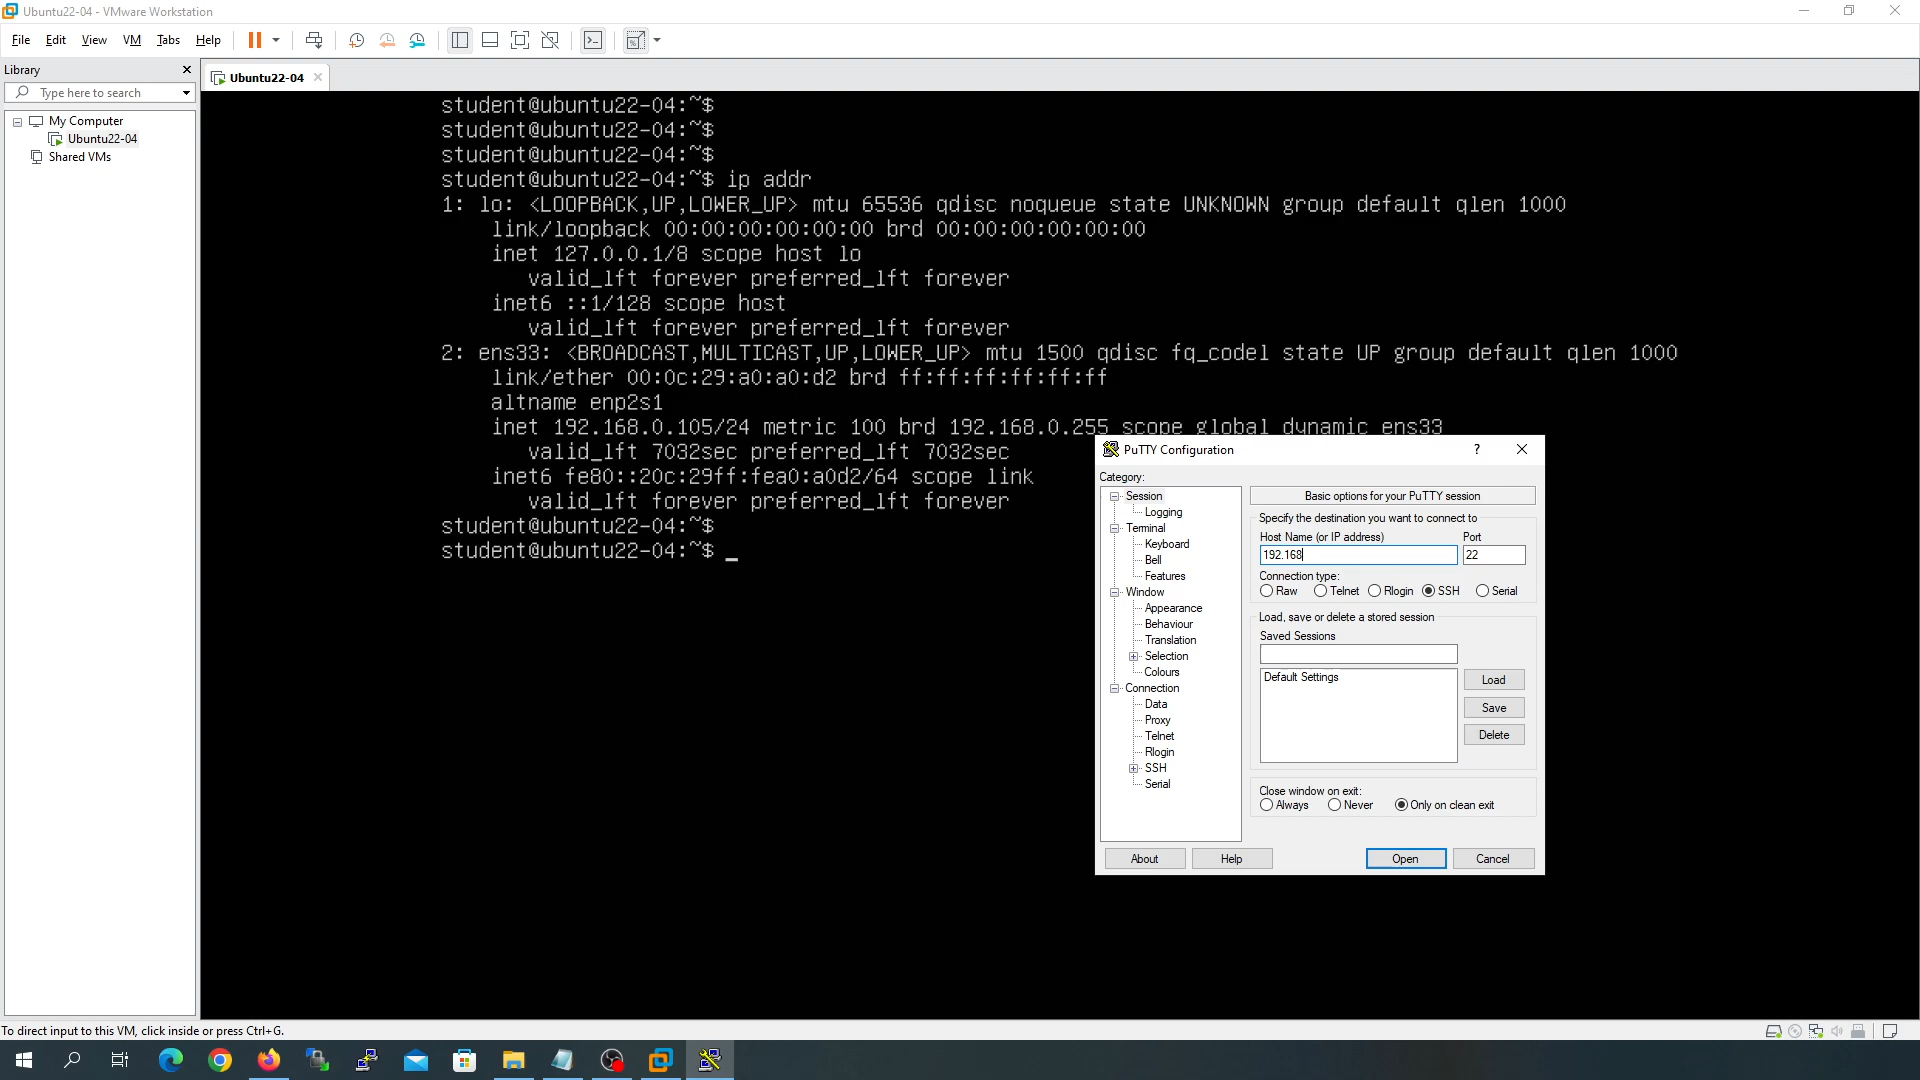 Ubuntu22-04 - VMware Workstation
File Edit View VM Tabs Help
Library
Type here to search
My Computer
Ubuntu22-04
Shared VMs
Ubuntu22-04
student@ubuntu22-04:~$
student@ubuntu22-04:~$
student@ubuntu22-04:~$
student@ubuntu22-04:~$ ip addr
1: lo: <LOOPBACK,UP,LOWER_UP> mtu 65536 qdisc noqueue state UNKNOWN group default qlen 1000
link/loopback 00:00:00:00:00:00 brd 00:00:00:00:00:00
inet 127.0.0.1/8 scope host lo
valid_lft forever preferred_lft forever
inet6 ::1/128 scope host
valid_lft forever preferred_lft forever
2: ens33: <BROADCAST,MULTICAST,UP,LOWER_UP> mtu 1500 qdisc fq_codel state UP group default qlen 1000
link/ether 00:0c:29:a0:a0:d2 brd ff:ff:ff:ff:ff:ff
altname enp2s1
inet 192.168.0.105/24 metric 100 brd 192.168.0.255 scope global dynamic ens33
valid_lft 7032sec preferred_lft 7032sec
inet6 fe80::20c:29ff:fea0:a0d2/64 scope link
valid_lft forever preferred_lft forever
student@ubuntu22-04:~$
student@ubuntu22-04:~$ _
PuTTY Configuration ?
Category:
Session
Logging
Terminal
Keyboard
Bell
Features
Window
Appearance
Behaviour
Translation
Selection
Colours
Connection
Data
Proxy
Telnet
Rlogin
SSH
Serial
Basic options for your PuTTY session
Specify the destination you want to connect to
Host Name (or IP address) Port
192.168 22
Connection type:
Raw Telnet Rlogin SSH Serial
Load, save or delete a stored session
Saved Sessions
Default Settings
Load
Save
Delete
Close window on exit:
Always Never Only on clean exit
About Help Open Cancel
To direct input to this VM, click inside or press Ctrl+G.